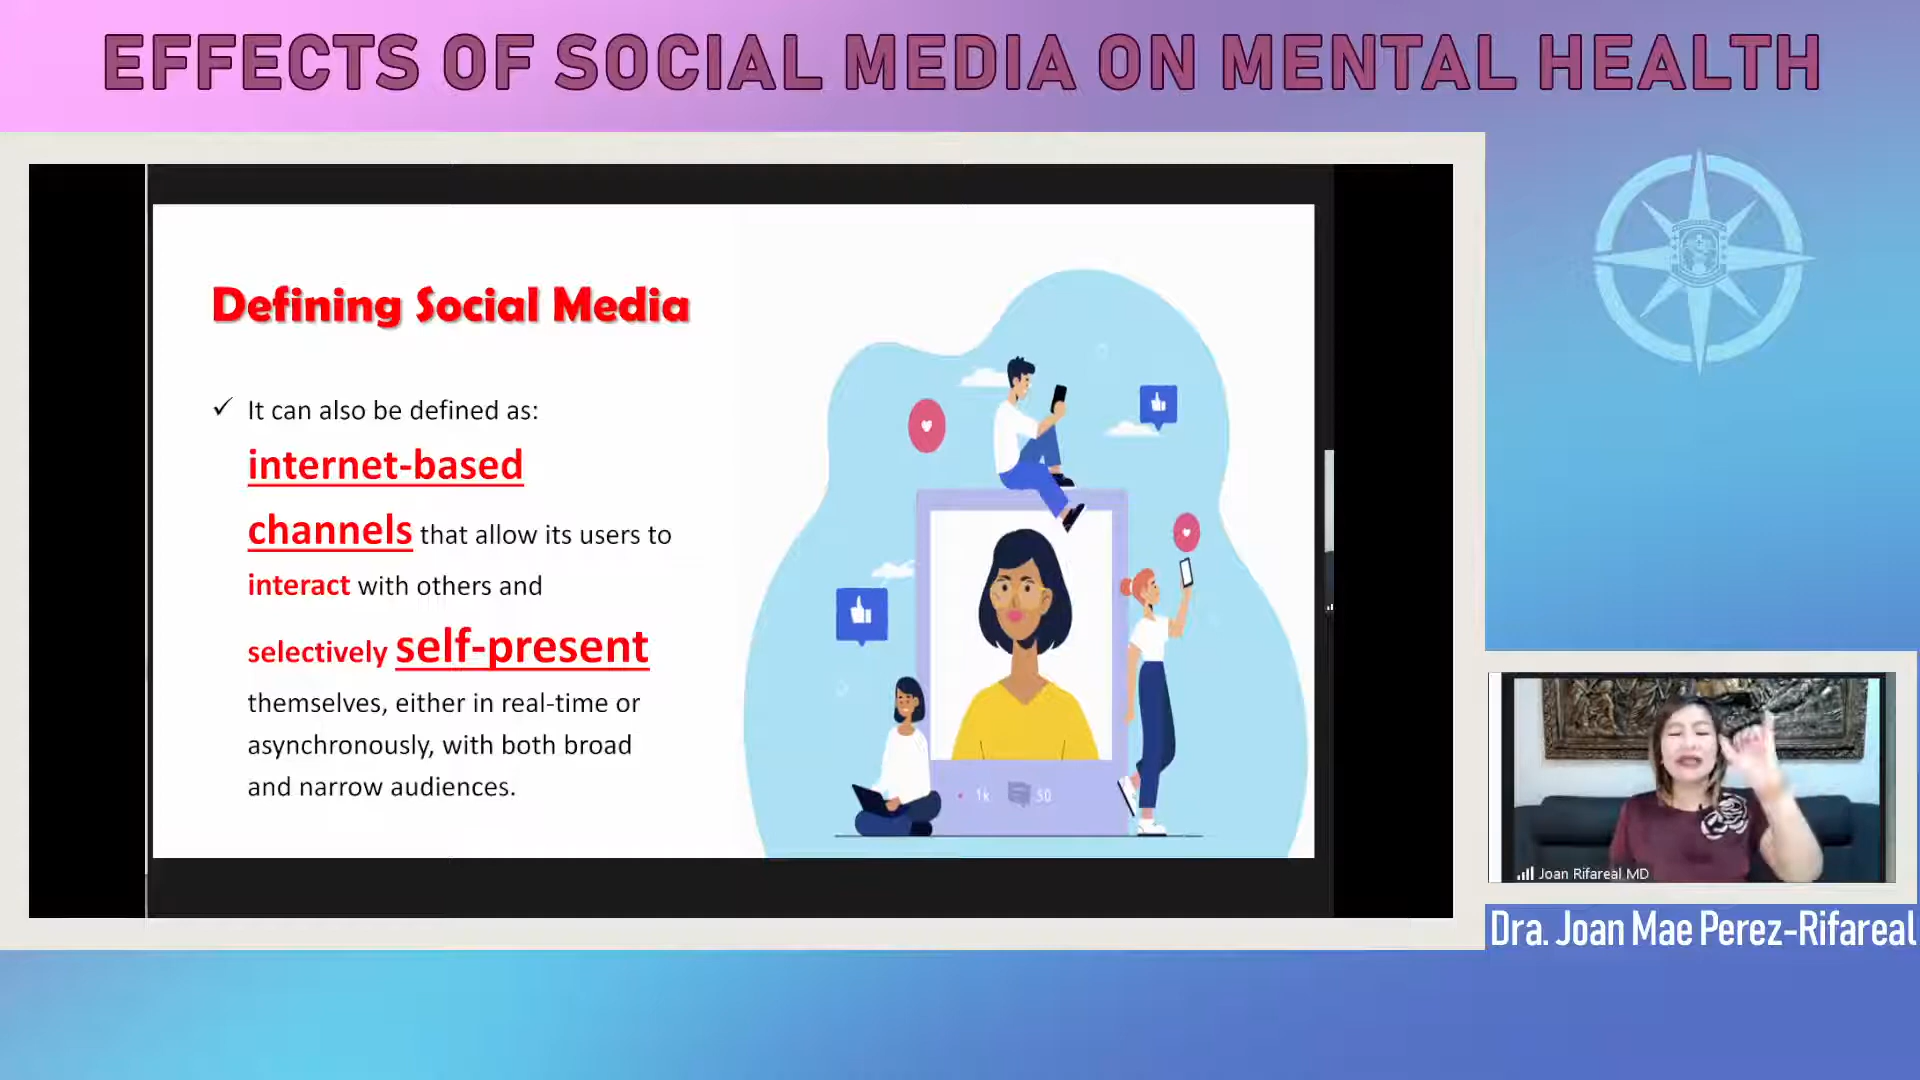 EFFECTS OF SOCIAL MEDIA ON MENTAL HEALTH
Defining Social Media
✓ It can also be defined as:
internet-based
channels that allow its users to
interact with others and
selectively self-present
themselves, either in real-time or
asynchronously, with both broad
and narrow audiences.
1k 50
Joan Rifareal MD
Dra. Joan Mae Perez-Rifareal